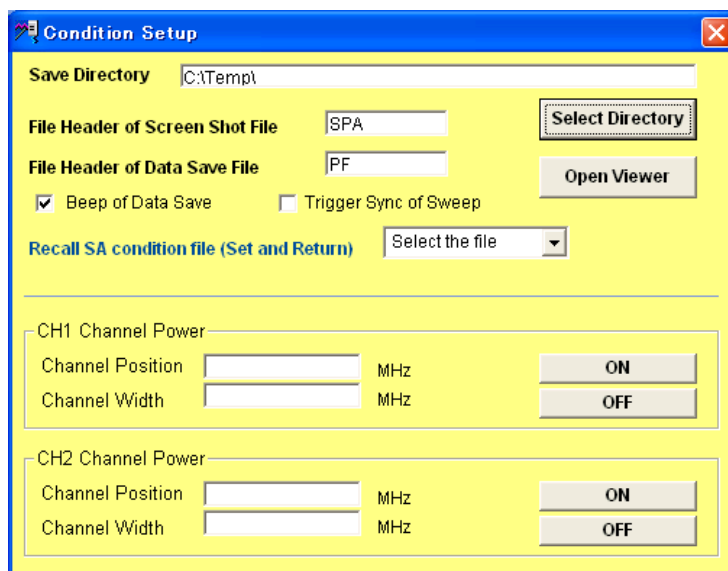 Condition Setup
Save Directory C:\Temp\
Select Directory
File Header of Screen Shot File SPA
File Header of Data Save File PF
Open Viewer
Beep of Data Save Trigger Sync of Sweep
Recall SA condition file (Set and Return) Select the file
CH1 Channel Power
Channel Position MHz ON
Channel Width MHz OFF
CH2 Channel Power
Channel Position MHz ON
Channel Width MHz OFF